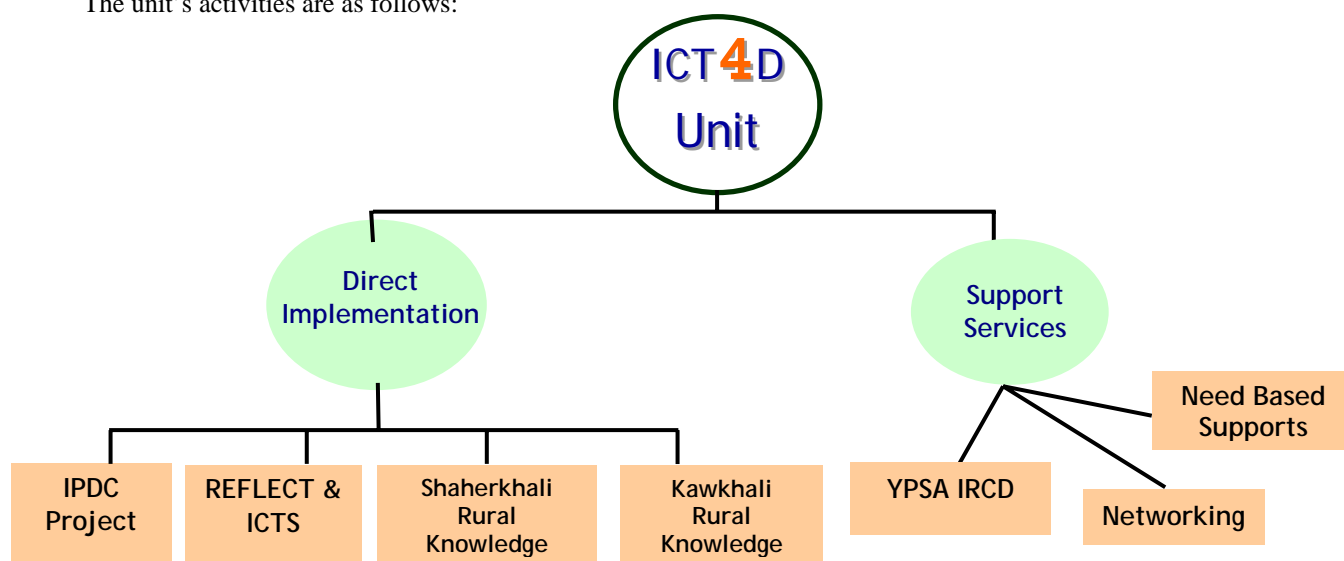 The unit's activities are as follows:
ICT4D
Unit
Direct
Implementation
Support
Services
IPDC
Project
REFLECT &
ICTS
Shaherkhali
Rural
Knowledge
Kawkhali
Rural
Knowledge
YPSA IRCD
Networking
Need Based
Supports